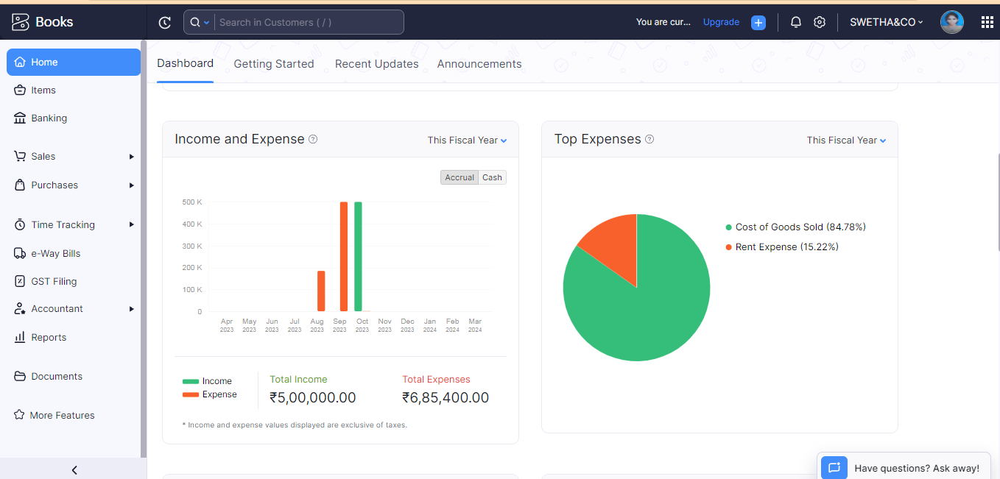 Books
Search in Customers ( / )
You are cur...
Upgrade
SWETHA&CO
Home
Items
Banking
Sales
Purchases
Time Tracking
e-Way Bills
GST Filing
Accountant
Reports
Documents
More Features
Dashboard Getting Started Recent Updates Announcements
Income and Expense
This Fiscal Year
Accrual Cash
500 K
400 K
300 K
200 K
100 K
0
Apr May Jun Jul Aug Sep Oct Nov Dec Jan Feb Mar
2023 2023 2023 2023 2023 2023 2023 2023 2023 2024 2024 2024
Income
Expense
Total Income
₹5,00,000.00
Total Expenses
₹6,85,400.00
* Income and expense values displayed are exclusive of taxes.
Top Expenses
This Fiscal Year
Cost of Goods Sold (84.78%)
Rent Expense (15.22%)
Have questions? Ask away!